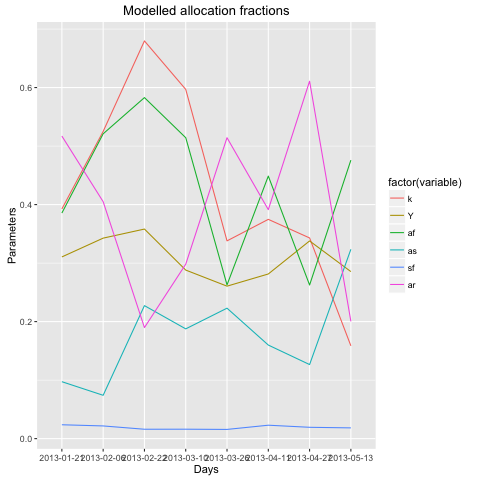 Modelled allocation fractions
0.6
0.4
0.2
0.0
Parameters
2013-01-21 2013-02-06 2013-02-22 2013-03-10 2013-03-26 2013-04-11 2013-04-27 2013-05-13
Days
factor(variable)
k
Y
af
as
sf
ar